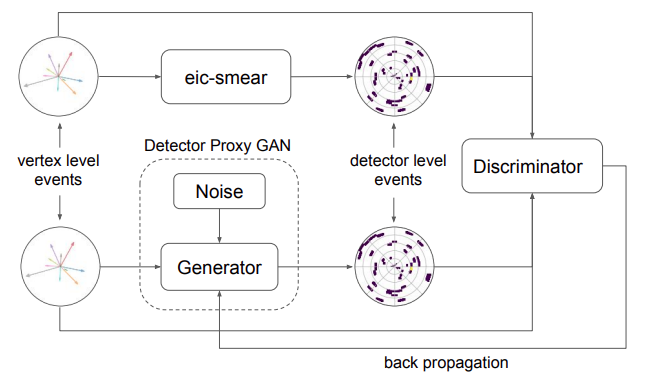 eic-smear
Detector Proxy GAN
vertex level
events
detector level
events
Discriminator
Noise
Generator
back propagation